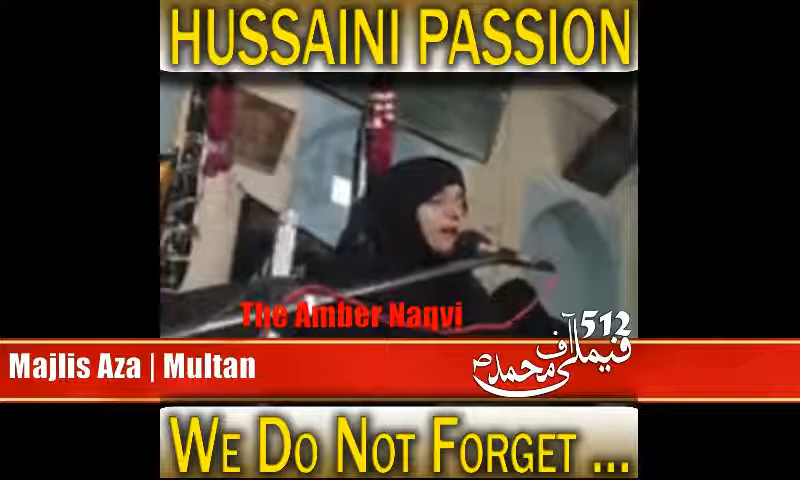 HUSSAINI PASSION
The Amber Naqvi
512
فیملی آف محمدؐ
Majlis Aza | Multan
WE DO NOT FORGET ...